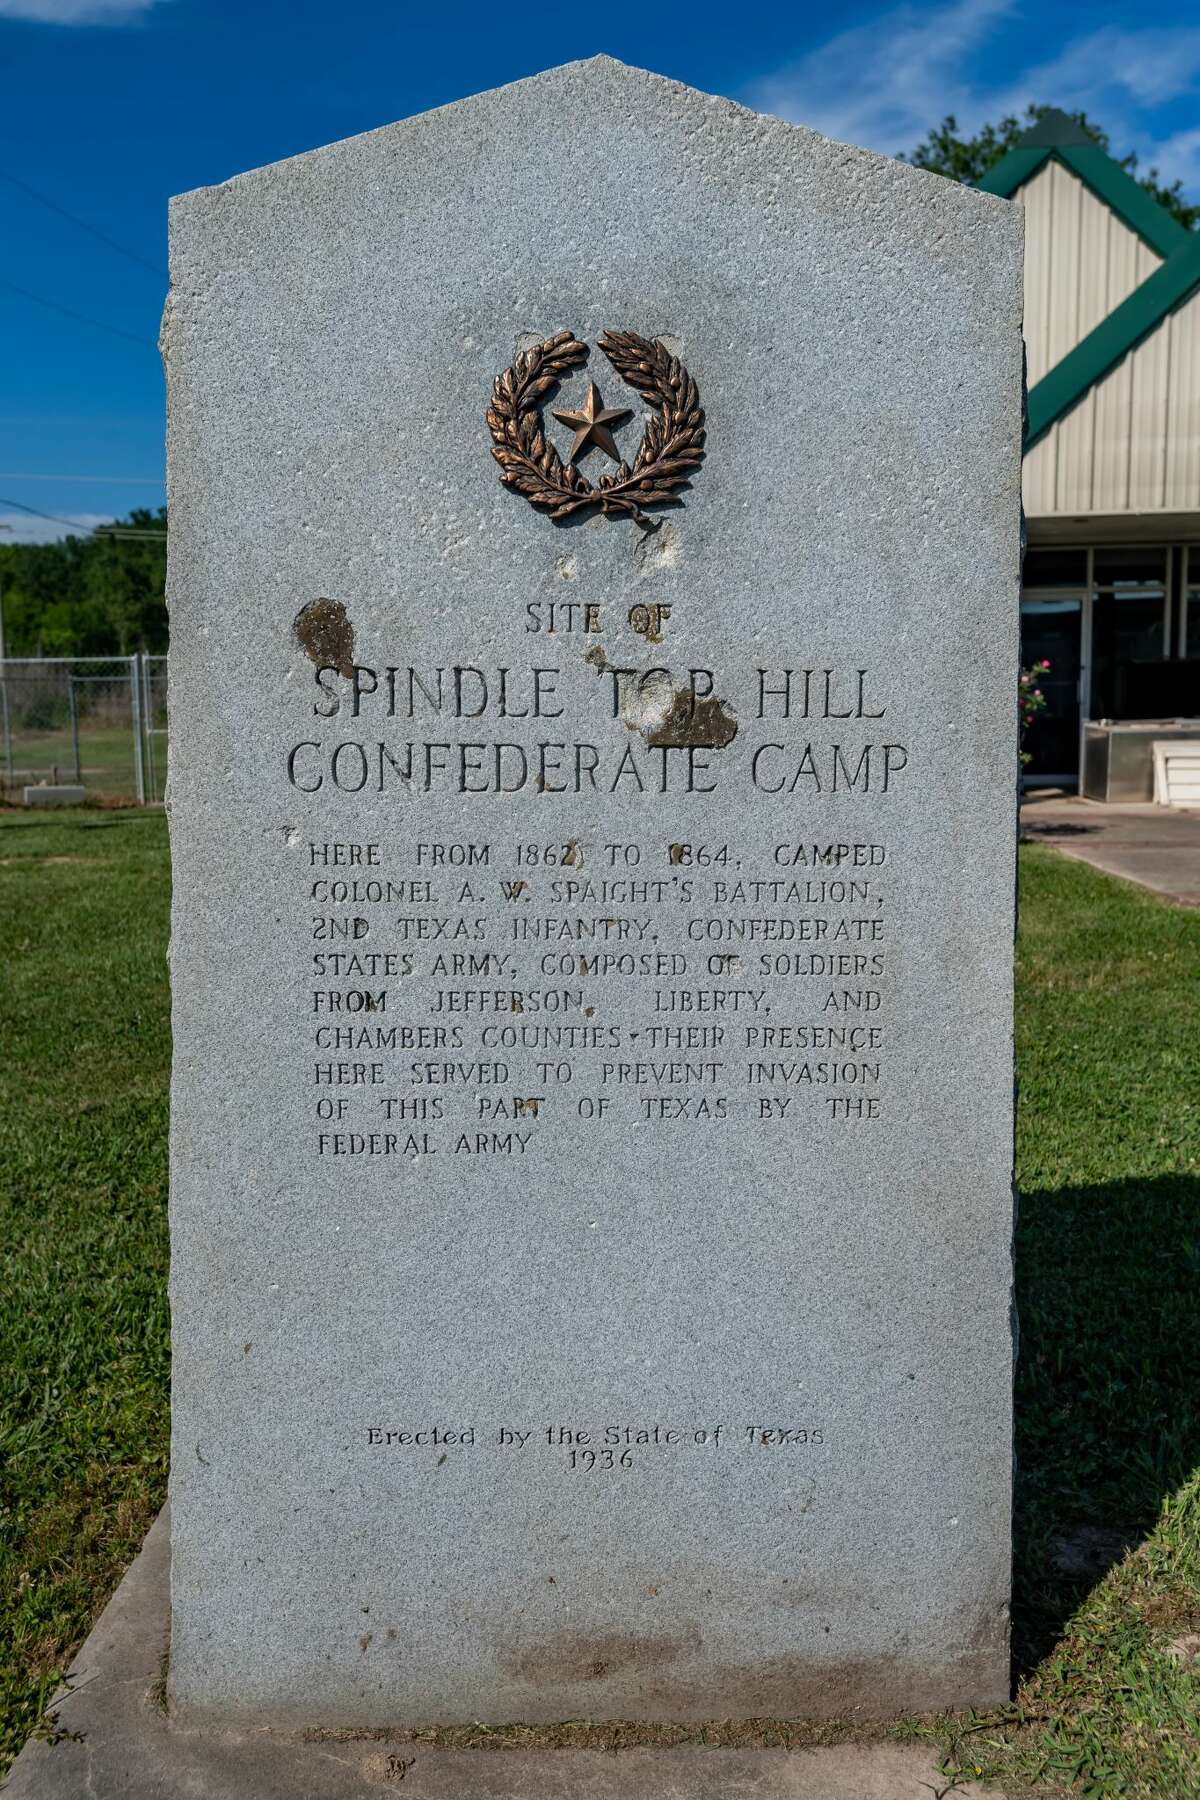 SITE OF
SPINDLE TOP HILL
CONFEDERATE CAMP
HERE FROM 1862 TO 1864, CAMPED
COLONEL A. W. SPAIGHT'S BATTALION,
2ND TEXAS INFANTRY, CONFEDERATE
STATES ARMY, COMPOSED OF SOLDIERS
FROM JEFFERSON, LIBERTY, AND
CHAMBERS COUNTIES · THEIR PRESENCE
HERE SERVED TO PREVENT INVASION
OF THIS PART OF TEXAS BY THE
FEDERAL ARMY
Erected by the State of Texas
1936